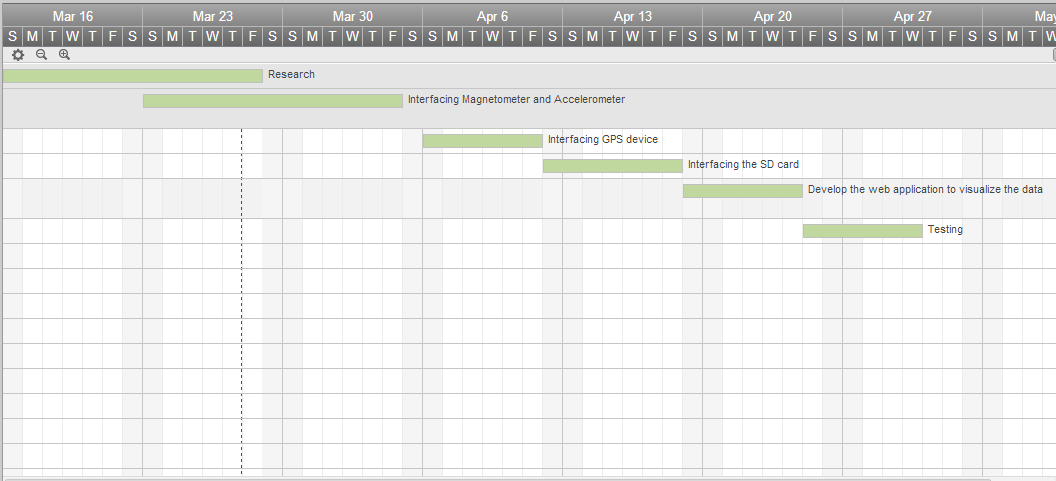 Mar 16 Mar 23 Mar 30 Apr 6 Apr 13 Apr 20 Apr 27 May
S M T W T F S S M T W T F S S M T W T F S S M T W T F S S M T W T F S S M T W T F S S M T W T F S S M T W
Research
Interfacing Magnetometer and Accelerometer
Interfacing GPS device
Interfacing the SD card
Develop the web application to visualize the data
Testing